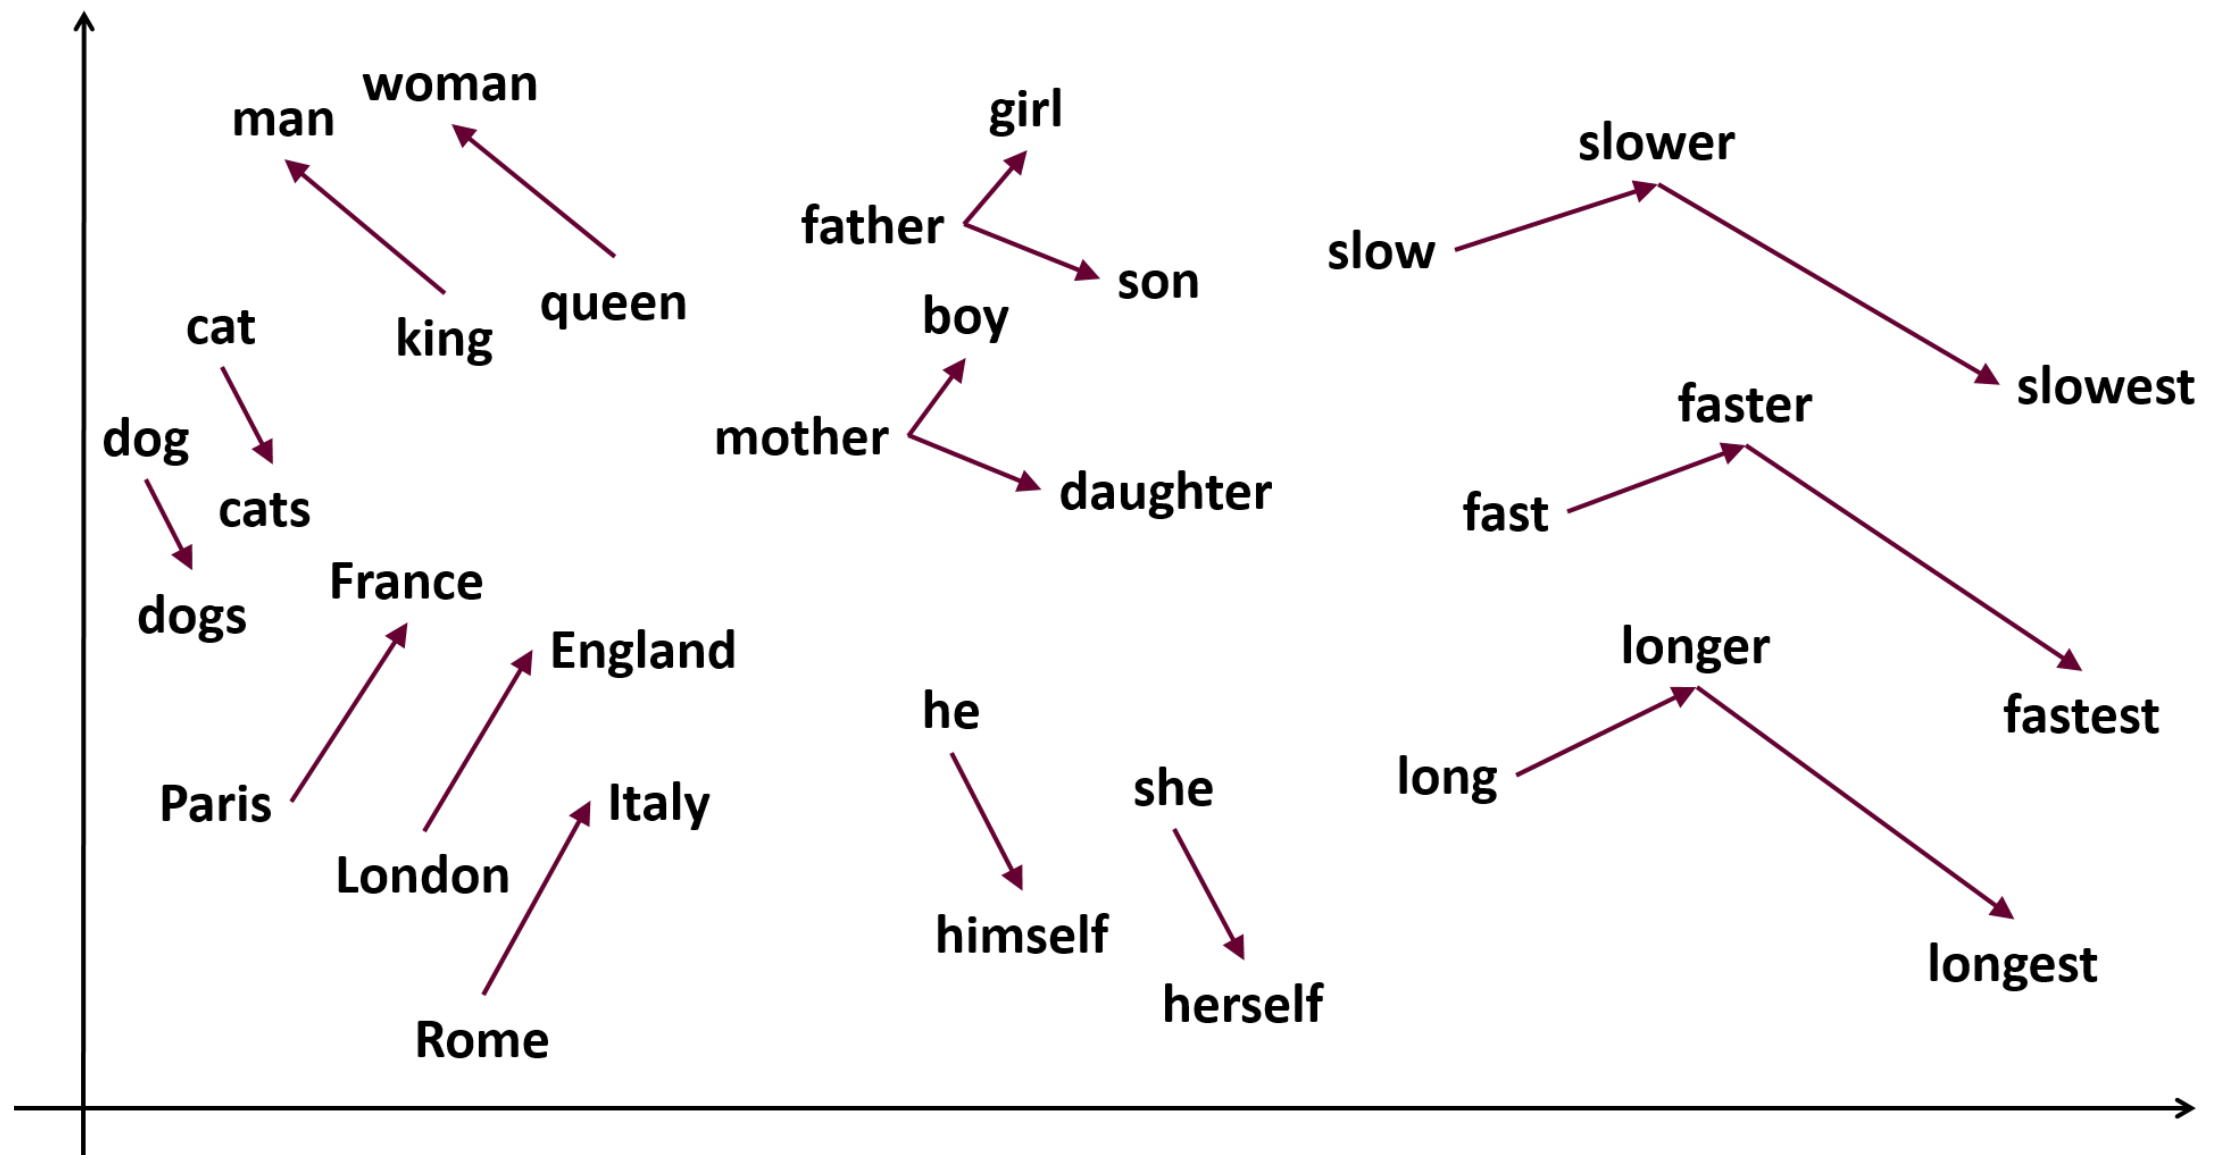 woman
man
king
queen
cat
cats
dog
dogs
France
Paris
England
London
Italy
Rome
girl
father
son
boy
mother
daughter
he
himself
she
herself
slower
slow
slowest
faster
fast
fastest
longer
long
longest